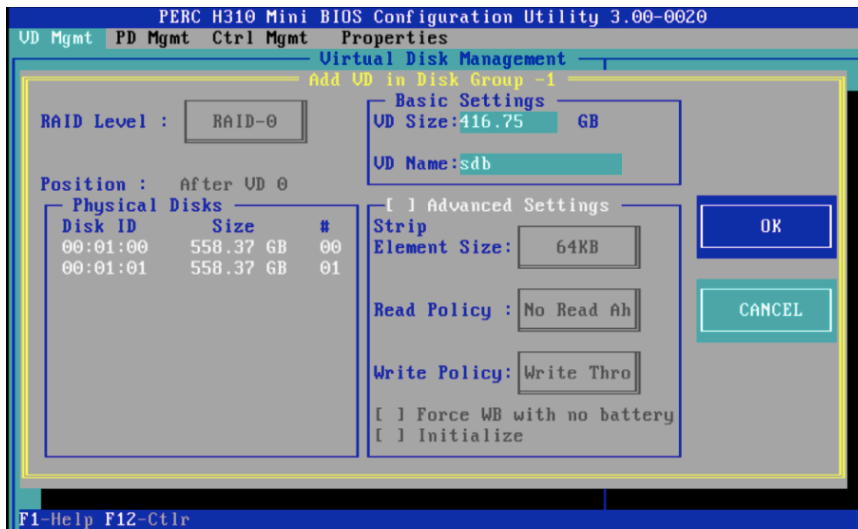 PERC H310 Mini BIOS Configuration Utility 3.00-0020
VD Mgmt PD Mgmt Ctrl Mgmt Properties
Virtual Disk Management
Add VD in Disk Group -1
RAID Level : RAID-0
Position : After VD 0
Physical Disks
Disk ID Size #
00:01:00 558.37 GB 00
00:01:01 558.37 GB 01
Basic Settings
VD Size:416.75 GB
VD Name:sdb
[ ] Advanced Settings
Strip
Element Size: 64KB
Read Policy : No Read Ah
Write Policy: Write Thro
[ ] Force WB with no battery
[ ] Initialize
OK
CANCEL
F1-Help F12-Ctlr